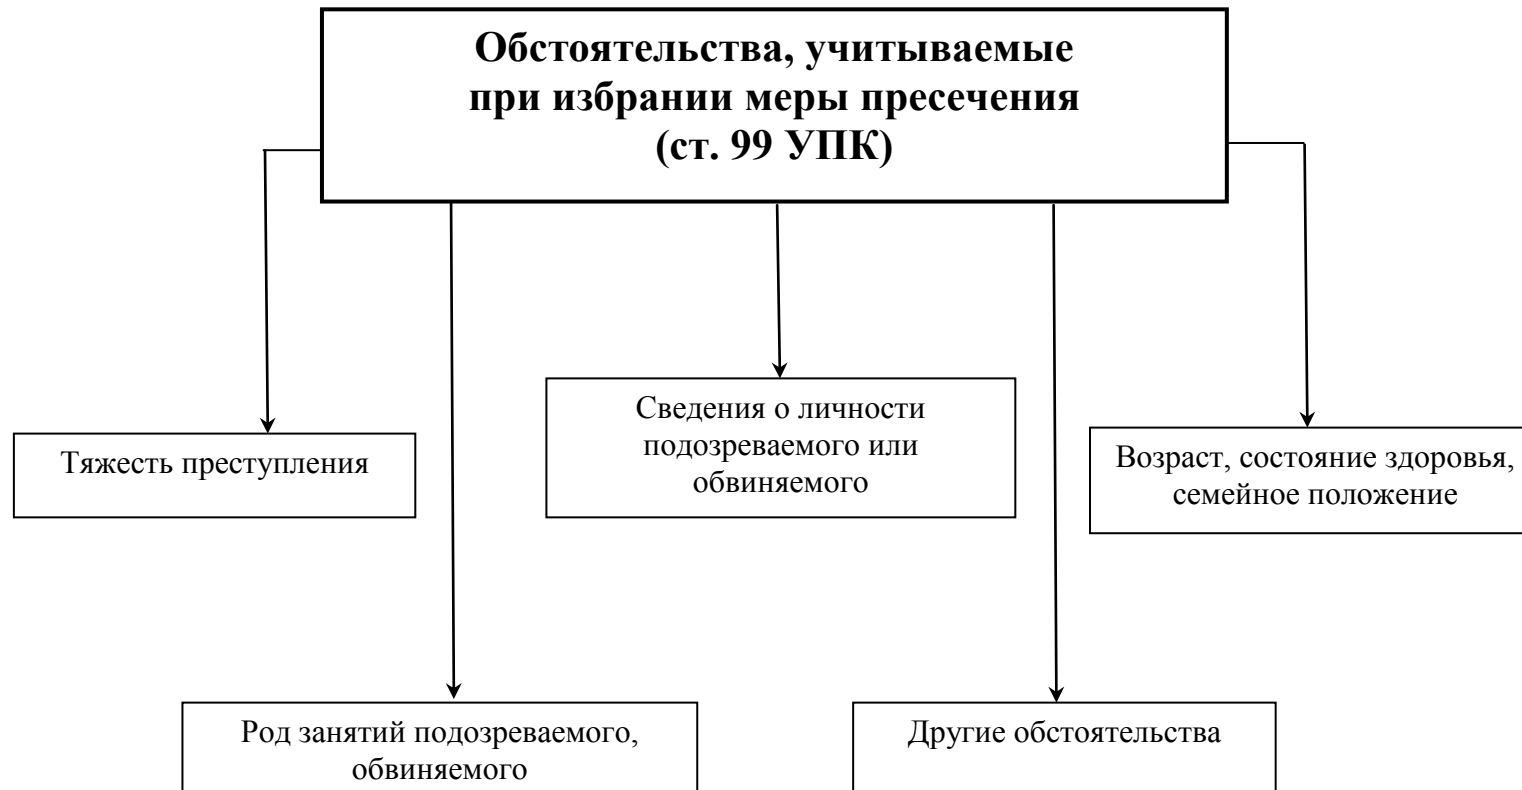 Обстоятельства, учитываемые
при избрании меры пресечения
(ст. 99 УПК)
Тяжесть преступления
Сведения о личности
подозреваемого или
обвиняемого
Возраст, состояние здоровья,
семейное положение
Род занятий подозреваемого,
обвиняемого
Другие обстоятельства